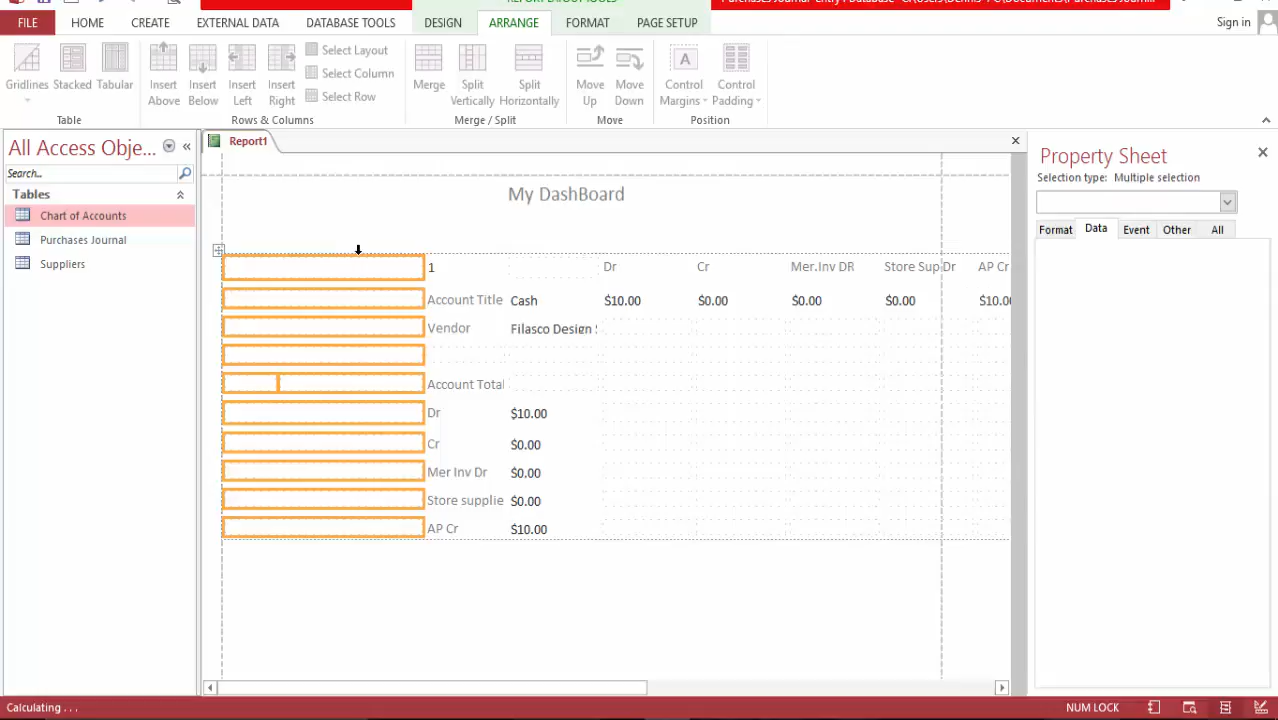 FILE HOME CREATE EXTERNAL DATA DATABASE TOOLS DESIGN ARRANGE FORMAT PAGE SETUP
Sign in
Gridlines Stacked Tabular
Insert Above Insert Below Insert Left Insert Right
Select Layout
Select Column
Select Row
Merge Split Vertically Split Horizontally
Move Up Move Down
Control Margins Control Padding
Table Rows & Columns Merge / Split Move Position
All Access Obje...
Search...
Tables
Chart of Accounts
Purchases Journal
Suppliers
Report1
My DashBoard
1 Dr Cr Mer.Inv DR Store Sup Dr AP Cr
Account Title Cash $10.00 $0.00 $0.00 $0.00 $10.0
Vendor Filasco Design
Account Total
Dr $10.00
Cr $0.00
Mer Inv Dr $0.00
Store supplie $0.00
AP Cr $10.00
Property Sheet
Selection type: Multiple selection
Format Data Event Other All
Calculating . . .
NUM LOCK